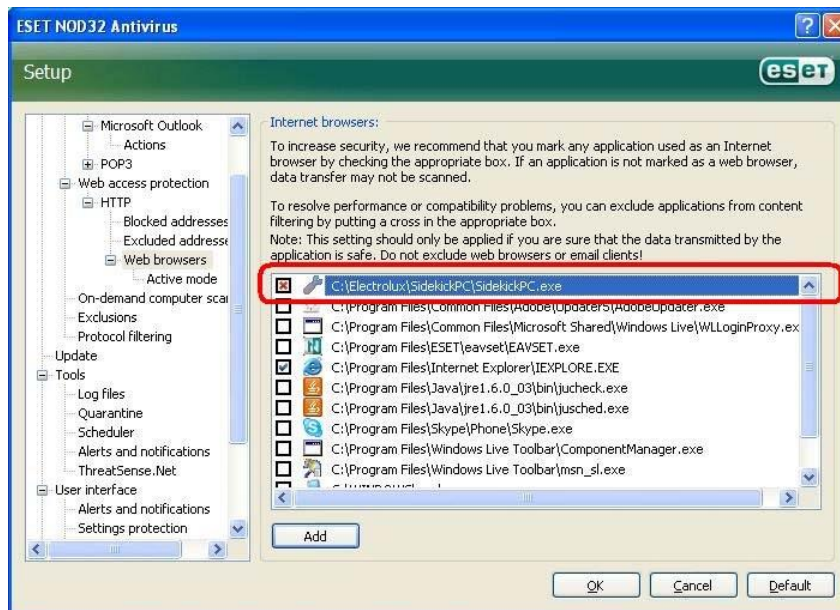 ESET NOD32 Antivirus
Setup
eset
Microsoft Outlook
Actions
POP3
Web access protection
HTTP
Blocked addresses
Excluded addresse
Web browsers
Active mode
On-demand computer scar
Exclusions
Protocol filtering
Update
Tools
Log files
Quarantine
Scheduler
Alerts and notifications
ThreatSense.Net
User interface
Alerts and notifications
Settings protection
Internet browsers:
To increase security, we recommend that you mark any application used as an Internet
browser by checking the appropriate box. If an application is not marked as a web browser,
data transfer may not be scanned.
To resolve performance or compatibility problems, you can exclude applications from content
filtering by putting a cross in the appropriate box.
Note: This setting should only be applied if you are sure that the data transmitted by the
application is safe. Do not exclude web browsers or email clients!
C:\Electrolux\SidekickPC\SidekickPC.exe
C:\Program Files\Common Files\Adobe\Updater5\AdobeUpdater.exe
C:\Program Files\Common Files\Microsoft Shared\Windows Live\WLLoginProxy.ex
C:\Program Files\ESET\eavset\EAVSET.exe
C:\Program Files\Internet Explorer\IEXPLORE.EXE
C:\Program Files\Java\jre1.6.0_03\bin\jucheck.exe
C:\Program Files\Java\jre1.6.0_03\bin\jusched.exe
C:\Program Files\Skype\Phone\Skype.exe
C:\Program Files\Windows Live Toolbar\ComponentManager.exe
C:\Program Files\Windows Live Toolbar\msn_sl.exe
Add
OK
Cancel
Default